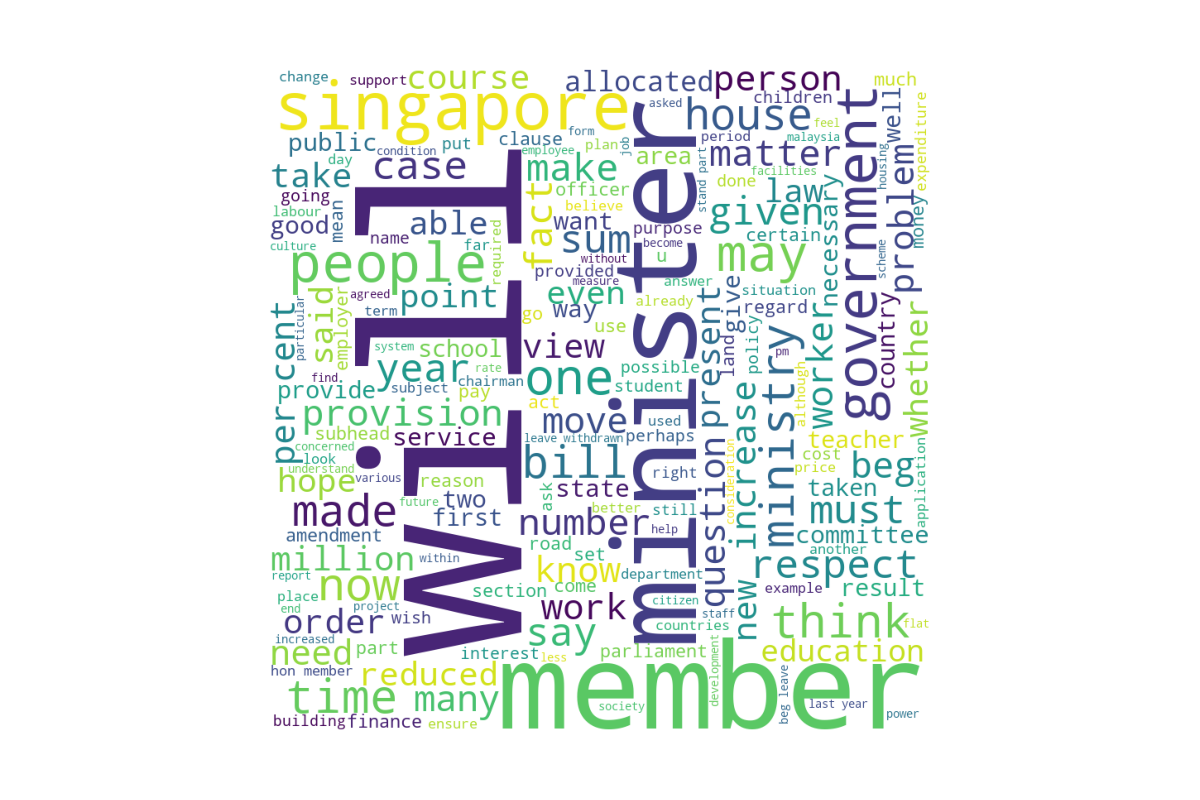 change
support
course
allocated
person
much
singapore
asked
house
children
government
well
expenditure
public
condition
put
clause
form
job
plan
period
malaysia
feel
day
case
employee
area
matter
housing
take
make
stand part
done
facilities
problem
going
mean
able
fact
officer
believe
want
purpose
given
law
labour
good
name
culture
far
required
sum
become
certain
necessary
money
people
without
u
may
scheme
provided
measure
answer
situation
particular
agreed
point
even
already
present
land
give
regard
country
said
employer
term
go
way
use
worker
whether
per cent
system
school
view
policy
pm
find
year
rate
possible
although
provide
subject
chairman
pay
one
student
provision
act
move
used
increase
ministry
subhead
service
leave withdrawn
perhaps
teacher
concerned
look
understand
bill
right
question
consideration
cost
price
beg
application
hope
various
reason
ask
state
taken
will
minister
future
two
better
still
made
first
number
help
must
amendment
road
set
committee
another
million
within
know
department
respect
report
now
section
come
example
result
place
end
project
work
citizen
new
order
wish
staff
think
flat
increased
say
countries
need
part
interest
less
parliament
education
hon member
reduced
development
time
many
member
society
beg leave
last year
power
building
finance
ensure